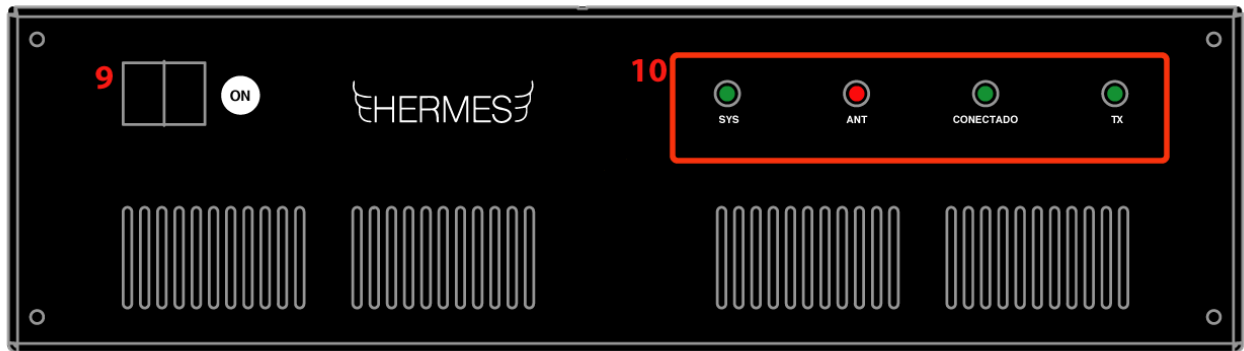 9
ON
HERMES
10
SYS
ANT
CONECTADO
TX